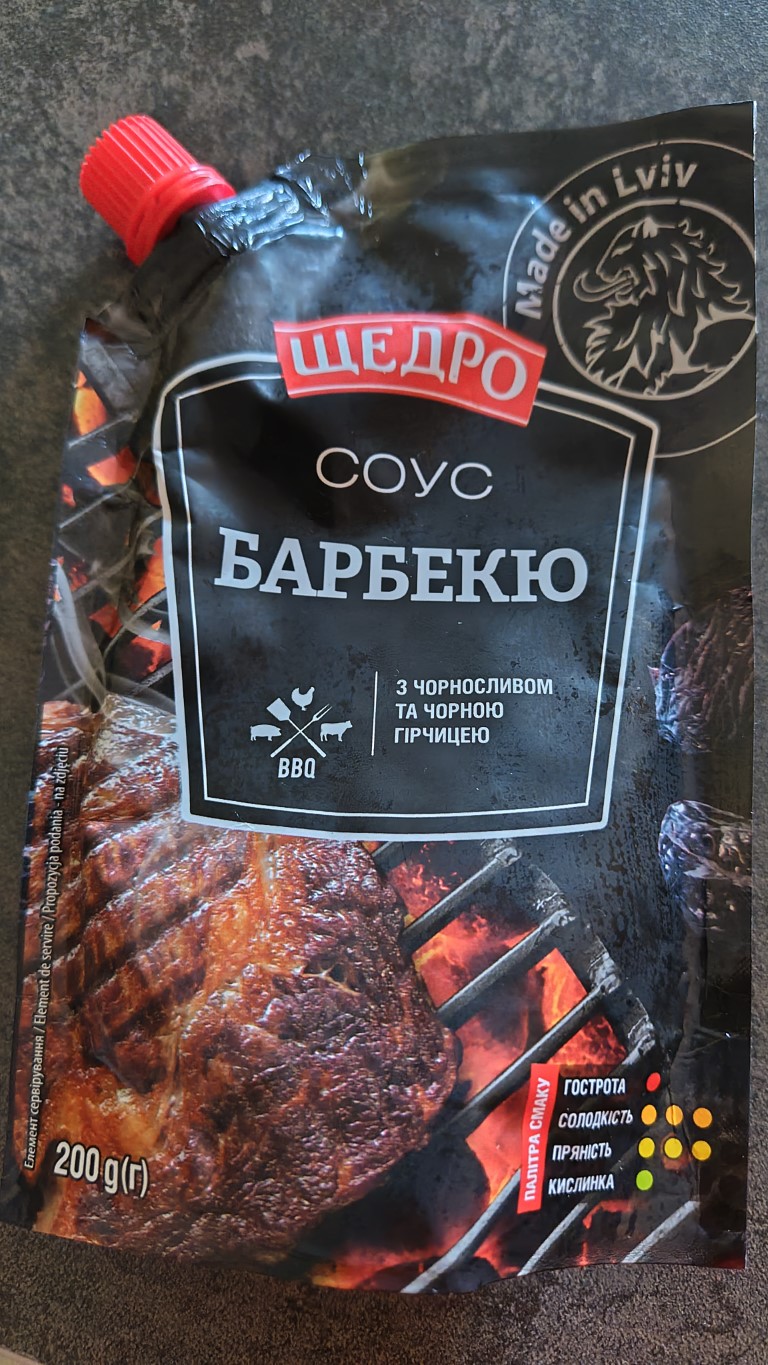 Made in Lviv
ЩЕДРО
СОУС
БАРБЕКЮ
З ЧОРНОСЛИВОМ
ТА ЧОРНОЮ
ГІРЧИЦЕЮ
BBQ
Елемент сервірування / Element de servire / Propozycja podania - na zdjęciu
200 g(г)
ПАЛІТРА СМАКУ
ГОСТРОТА
СОЛОДКІСТЬ
ПРЯНІСТЬ
КИСЛИНКА